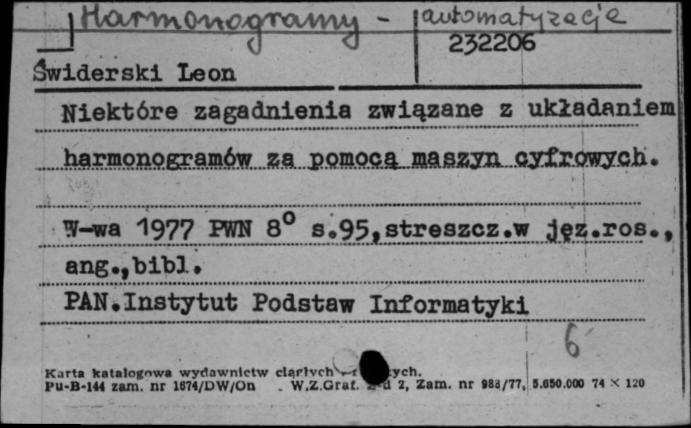 Harmonogramy - automatyzacja
232206
Świderski Leon
Niektóre zagadnienia związane z układaniem
harmonogramów za pomocą maszyn cyfrowych.
W-wa 1977 PWN 8° s.95,streszcz.w jęz.ros.,
ang.,bibl.
PAN.Instytut Podstaw Informatyki
6
Karta katalogowa wydawnictw ciągłych
Pu-B-144 zam. nr 1674/DW/On W.Z.Graf. 2, Zam. nr 988/77, 5.650.000 74 × 120